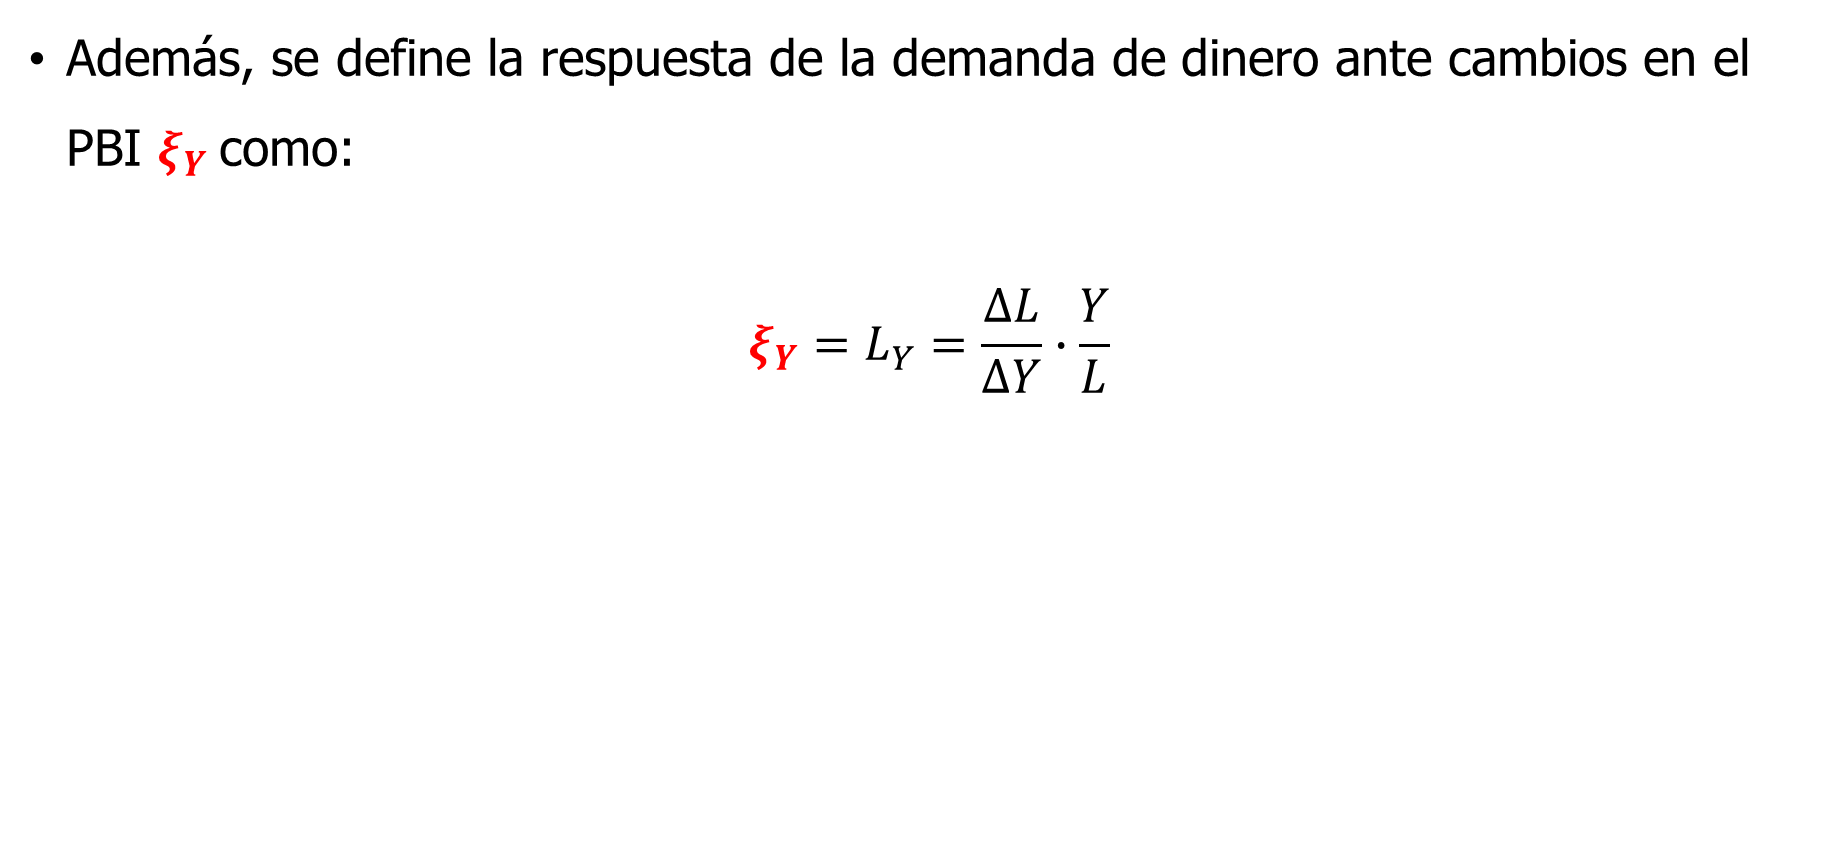 • Además, se define la respuesta de la demanda de dinero ante cambios en el
PBI ξ_Y como:
ξ_Y = L_Y = ΔL/ΔY · Y/L